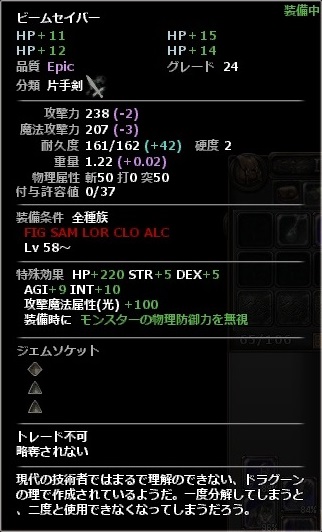 装備中
ビームセイバー
HP+11 HP+15
HP+12 HP+14
品質 Epic グレード 24
分類 片手剣
攻撃力 238 (-2)
魔法攻撃力 207 (-3)
耐久度 161/162 (+42) 硬度 2
重量 1.22 (+0.02)
物理属性 斬50 打0 突50
付与許容値 0/37
装備条件 全種族
FIG SAM LOR CLO ALC
Lv 58～
特殊効果 HP+220 STR+5 DEX+5
AGI+9 INT+10
攻撃魔法属性(光) +100
装備時に モンスターの物理防御力を無視
ジェムソケット
トレード不可
略奪されない
現代の技術者ではまるで理解のできない、ドラグーン
の理で作成されているようだ。一度分解してしまうと
、二度と使用できなくなってしまうだろう。